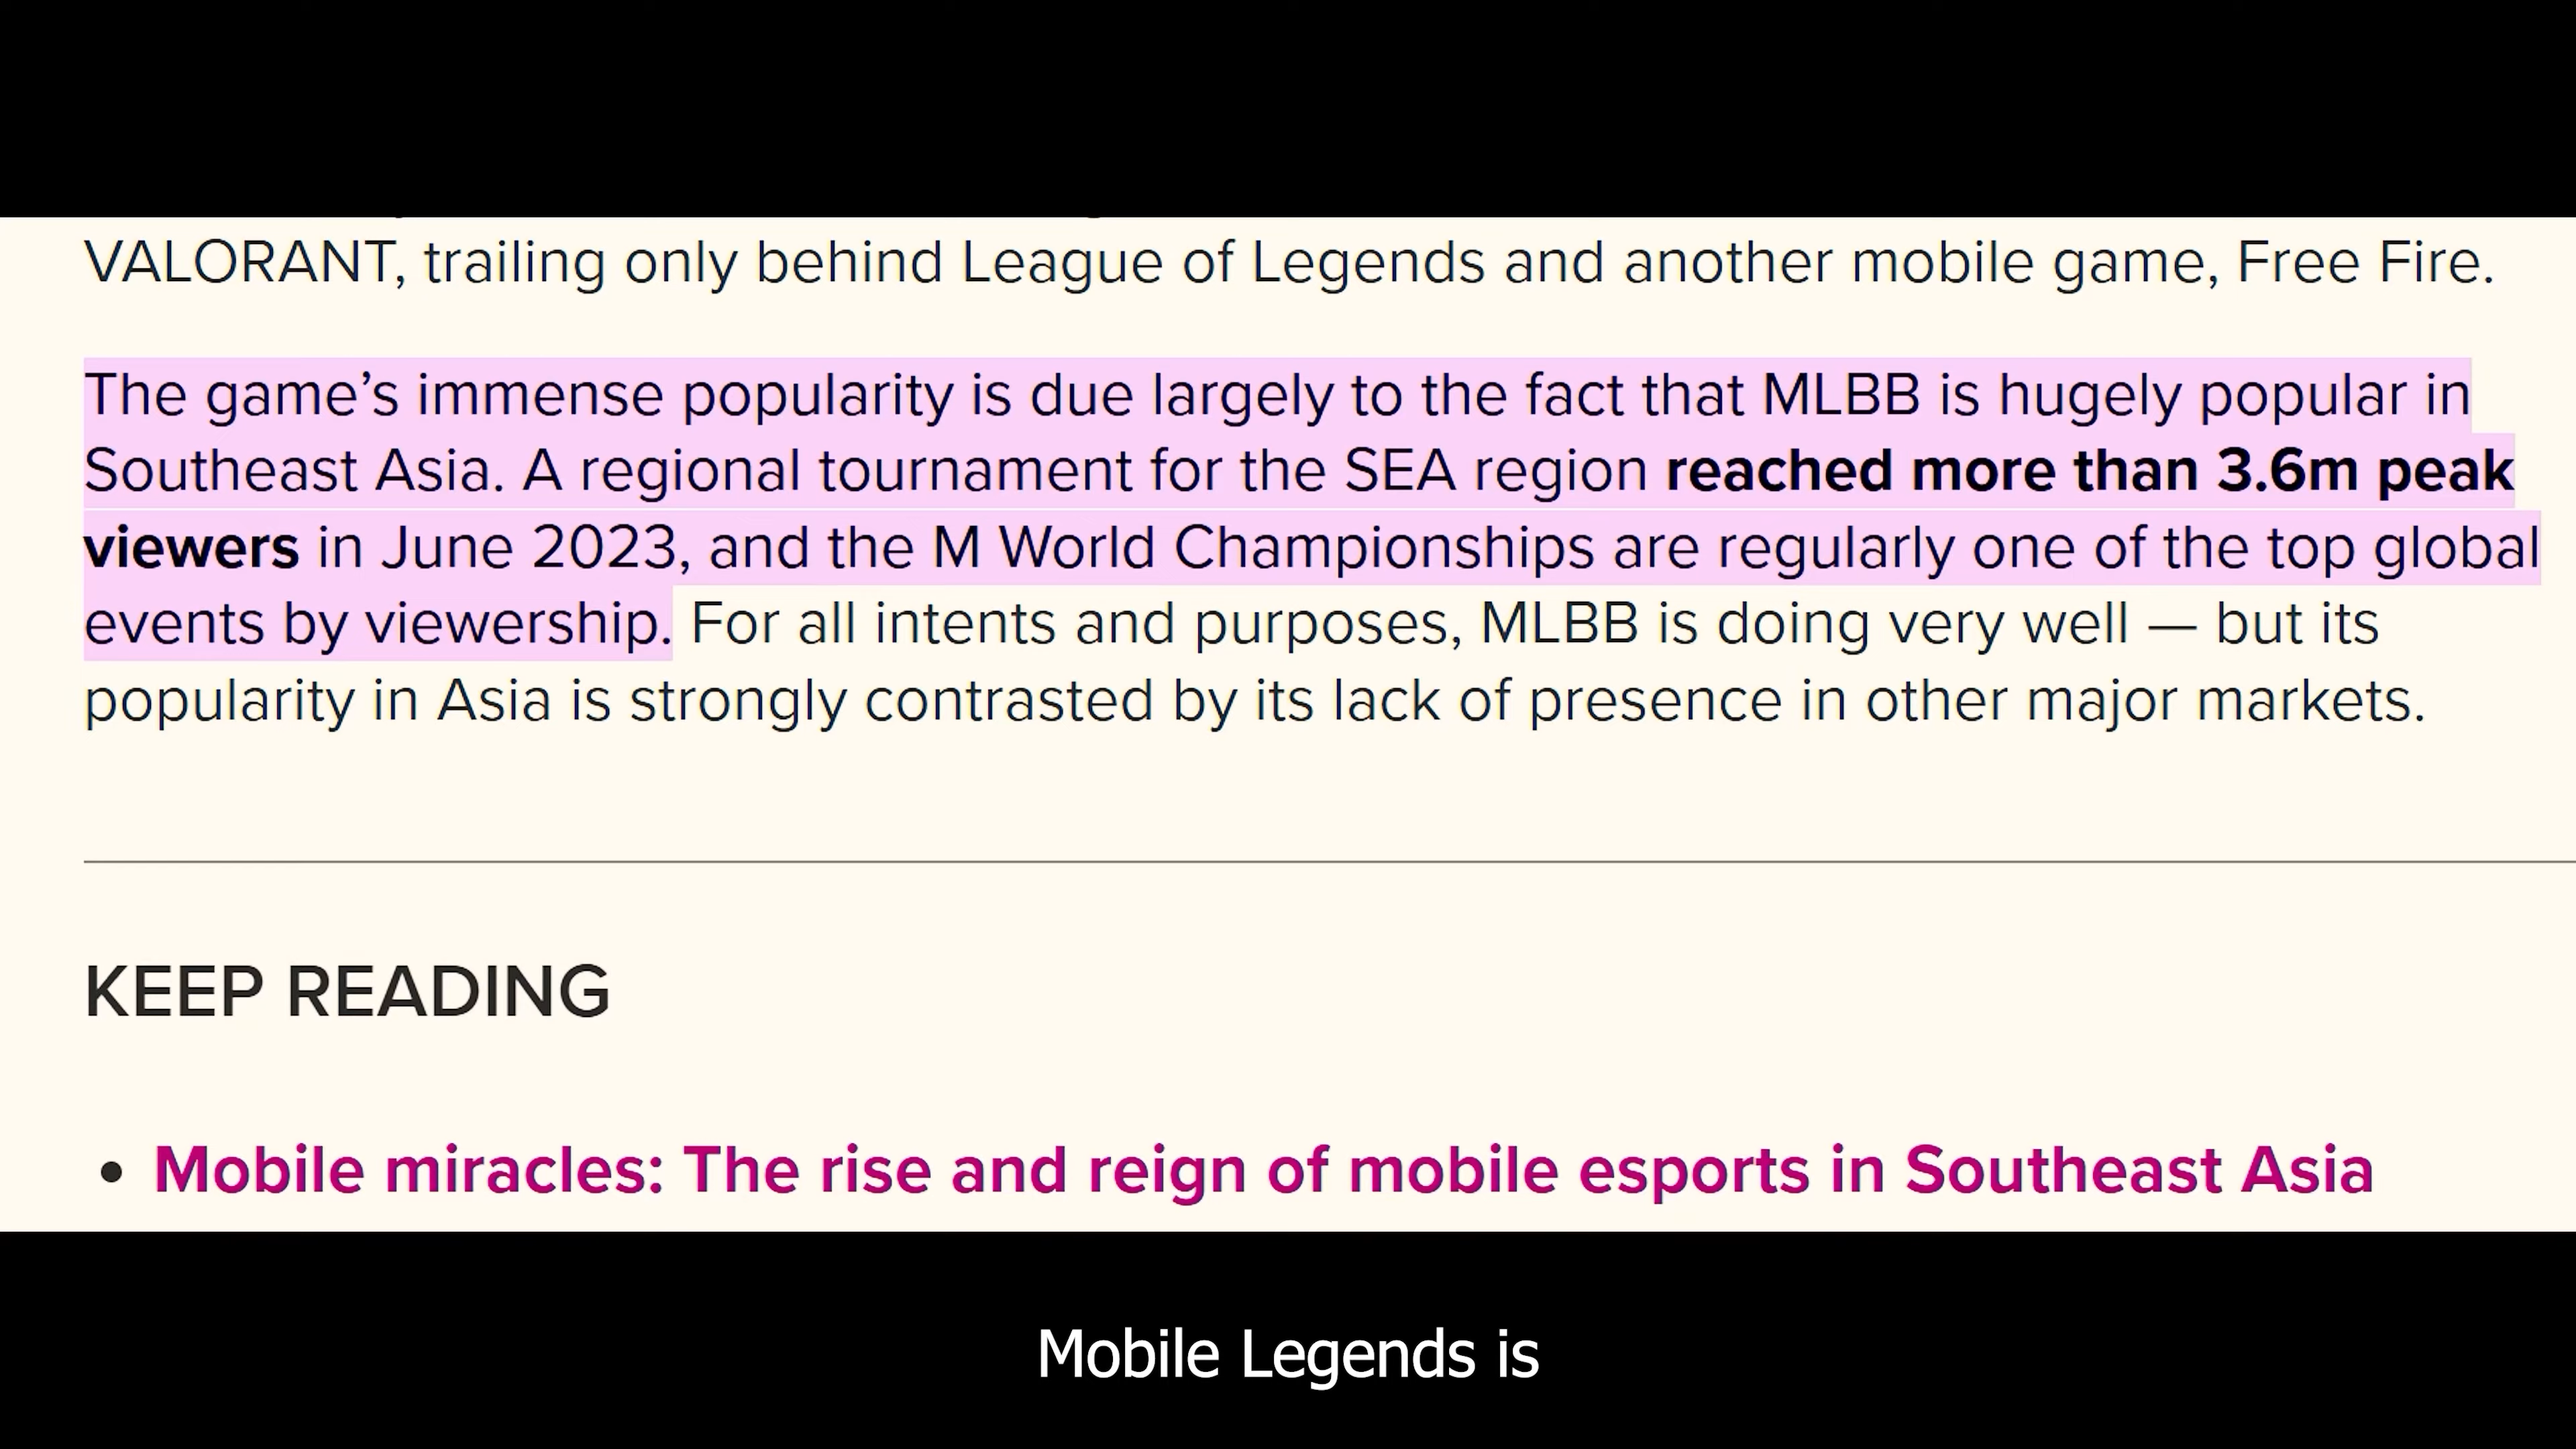 VALORANT, trailing only behind League of Legends and another mobile game, Free Fire.
The game’s immense popularity is due largely to the fact that MLBB is hugely popular in
Southeast Asia. A regional tournament for the SEA region reached more than 3.6m peak
viewers in June 2023, and the M World Championships are regularly one of the top global
events by viewership. For all intents and purposes, MLBB is doing very well — but its
popularity in Asia is strongly contrasted by its lack of presence in other major markets.
KEEP READING
• Mobile miracles: The rise and reign of mobile esports in Southeast Asia
Mobile Legends is